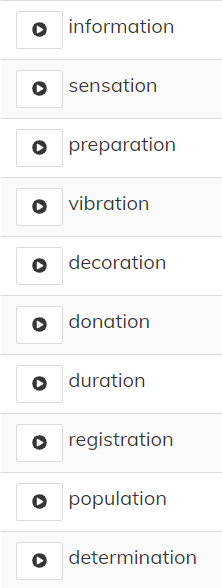 information
sensation
preparation
vibration
decoration
donation
duration
registration
population
determination